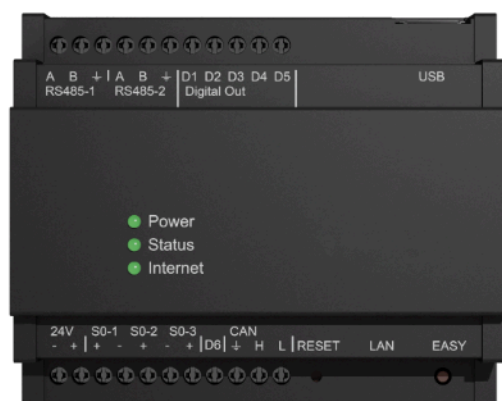 A B ⏚ A B ⏚ D1 D2 D3 D4 D5 USB
RS485-1 RS485-2 Digital Out
Power
Status
Internet
24V S0-1 S0-2 S0-3 CAN
- + + - + - - + D6 ⏚ H L RESET LAN EASY